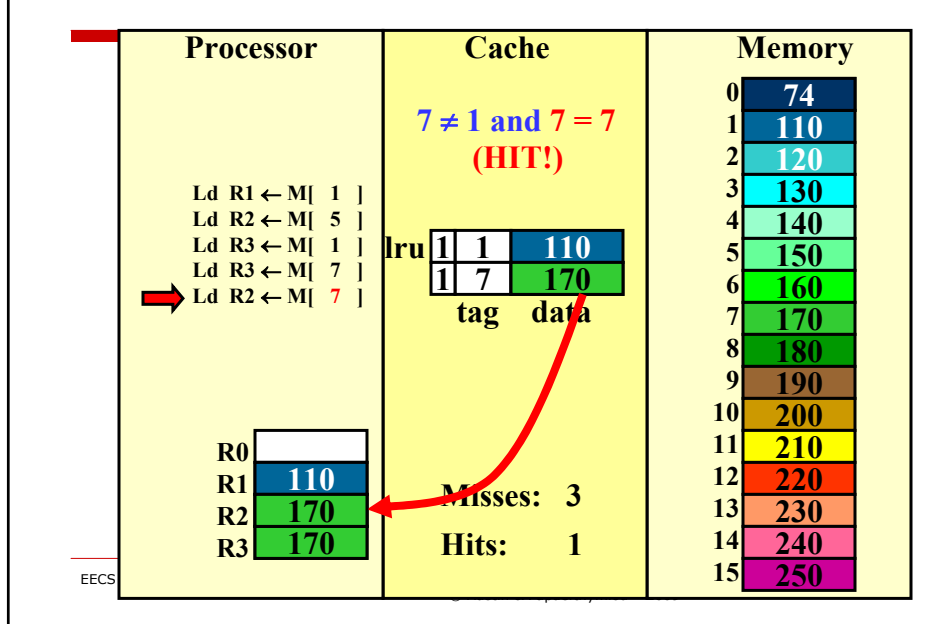 Processor
Cache
Memory
7 ≠ 1 and 7 = 7
(HIT!)
Ld R1 ← M[ 1 ]
Ld R2 ← M[ 5 ]
Ld R3 ← M[ 1 ]
Ld R3 ← M[ 7 ]
Ld R2 ← M[ 7 ]
lru 1 1 110
1 7 170
tag data
R0
R1 110
R2 170
R3 170
Misses: 3
Hits: 1
0 74
1 110
2 120
3 130
4 140
5 150
6 160
7 170
8 180
9 190
10 200
11 210
12 220
13 230
14 240
15 250
EECS